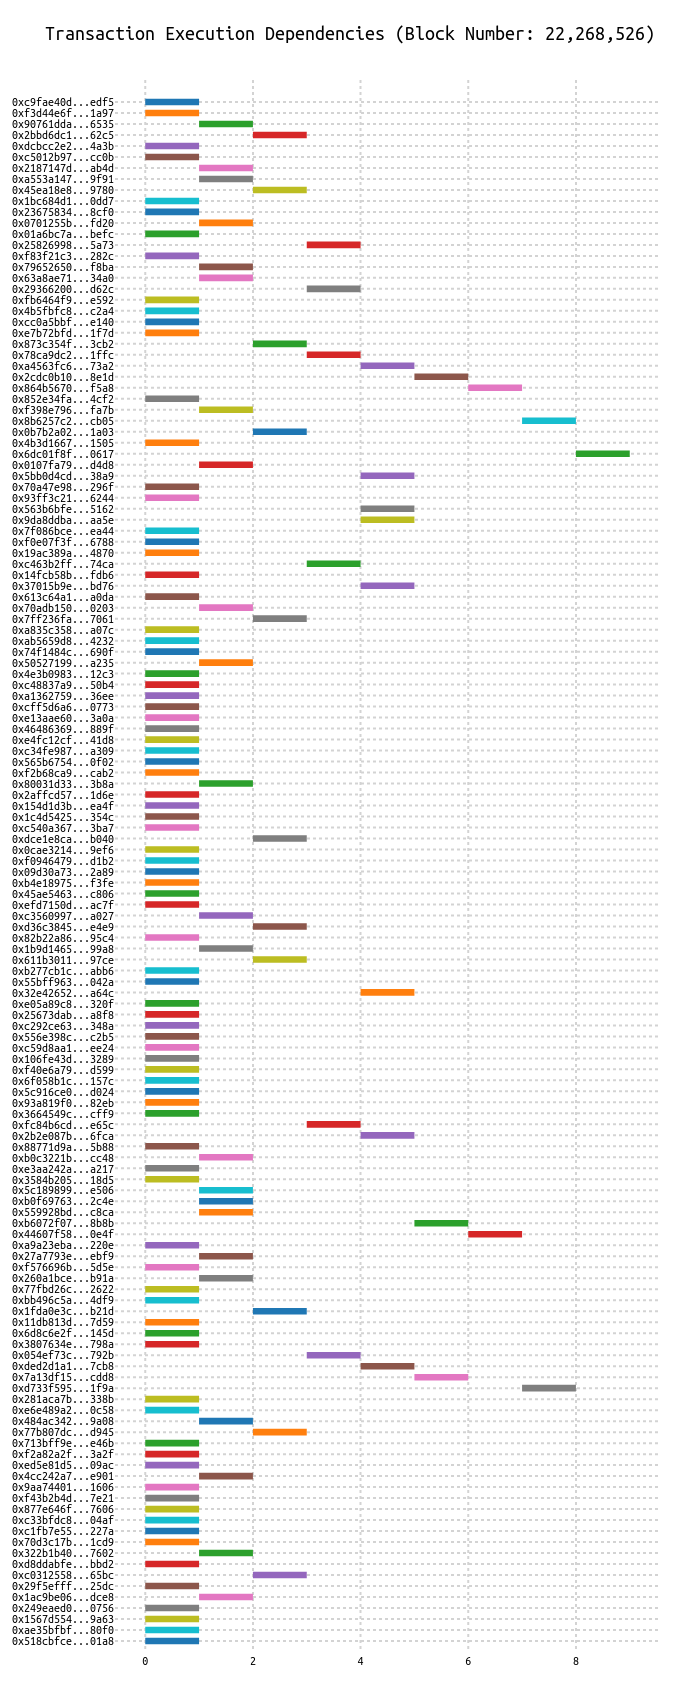 Transaction Execution Dependencies (Block Number: 22,268,526)
0xc9fae40d...edf5
0xf3d44e6f...1a97
0x90761dda...6535
0x2bbd6dc1...62c5
0xdcbcc2e2...4a3b
0xc5012b97...cc0b
0x2187147d...ab4d
0xa553a147...9f91
0x45ea18e8...9780
0x1bc684d1...0dd7
0x23675834...8cf0
0x0701255b...fd20
0x01a6bc7a...befc
0x25826998...5a73
0xf83f21c3...282c
0x79652650...f8ba
0x63a8ae71...34a0
0x29366200...d62c
0xfb6464f9...e592
0x4b5fbfc8...c2a4
0xcc0a5bbf...e140
0xe7b72bfd...1f7d
0x873c354f...3cb2
0x78ca9dc2...1ffc
0xa4563fc6...73a2
0x2cdc0b10...8e1d
0x864b5670...f5a8
0x852e34fa...4cf2
0xf398e796...fa7b
0x8b6257c2...cb05
0x0b7b2a02...1a03
0x4b3d1667...1505
0x6dc01f8f...0617
0x0107fa79...d4d8
0x5bb0d4cd...38a9
0x70a47e98...296f
0x93ff3c21...6244
0x563b6bfe...5162
0x9da8ddba...aa5e
0x7f086bce...ea44
0xf0e07f3f...6788
0x19ac389a...4870
0xc463b2ff...74ca
0x14fcb58b...fdb6
0x37015b9e...bd76
0x613c64a1...a0da
0x70adb150...0203
0x7ff236fa...7061
0xa835c358...a07c
0xab5659d8...4232
0x74f1484c...690f
0x50527199...a235
0x4e3b0983...12c3
0xc48837a9...50b4
0xa1362759...36ee
0xcff5d6a6...0773
0xe13aae60...3a0a
0x46486369...889f
0xe4fc12cf...41d8
0xc34fe987...a309
0x565b6754...0f02
0xf2b68ca9...cab2
0x80031d33...3b8a
0x2affcd57...1d6e
0x154d1d3b...ea4f
0x1c4d5425...354c
0xc540a367...3ba7
0xdce1e8ca...b040
0x0cae3214...9ef6
0xf0946479...d1b2
0x09d30a73...2a89
0xb4e18975...f3fe
0x45ae5463...c806
0xefd7150d...ac7f
0xc3560997...a027
0xd36c3845...e4e9
0x82b22a86...95c4
0x1b9d1465...99a8
0x611b3011...97ce
0xb277cb1c...abb6
0x55bff963...042a
0x32e42652...a64c
0xe05a89c8...320f
0x25673dab...a8f8
0xc292ce63...348a
0x556e398c...c2b5
0xc59d8aa1...ee24
0x106fe43d...3289
0xf40e6a79...d599
0x6f058b1c...157c
0x5c916ce0...d024
0x93a819f0...82eb
0x3664549c...cff9
0xfc84b6cd...e65c
0x2b2e087b...6fca
0x88771d9a...5b88
0xb0c3221b...cc48
0xe3aa242a...a217
0x3584b205...18d5
0x5c189899...e506
0xb0f69763...2c4e
0x559928bd...c8ca
0xb6072f07...8b8b
0x44607f58...0e4f
0xa9a23eba...220e
0x27a7793e...ebf9
0xf576696b...5d5e
0x260a1bce...b91a
0x77fbd26c...2622
0xbb496c5a...4df9
0x1fda0e3c...b21d
0x11db813d...7d59
0x6d8c6e2f...145d
0x3807634e...798a
0x054ef73c...792b
0xded2d1a1...7cb8
0x7a13df15...cdd8
0xd733f595...1f9a
0x281aca7b...338b
0xe6e489a2...0c58
0x484ac342...9a08
0x77b807dc...d945
0x713bff9e...e46b
0xf2a82a2f...3a2f
0xed5e81d5...09ac
0x4cc242a7...e901
0x9aa74401...1606
0xf43b2b4d...7e21
0x877e646f...7606
0xc33bfdc8...04af
0xc1fb7e55...227a
0x70d3c17b...1cd9
0x322b1b40...7602
0xd8ddabfe...bbd2
0xc0312558...65bc
0x29f5efff...25dc
0x1ac9be06...dce8
0x249eaed0...0756
0x1567d554...9a63
0xae35bfbf...80f0
0x518cbfce...01a8
0 2 4 6 8